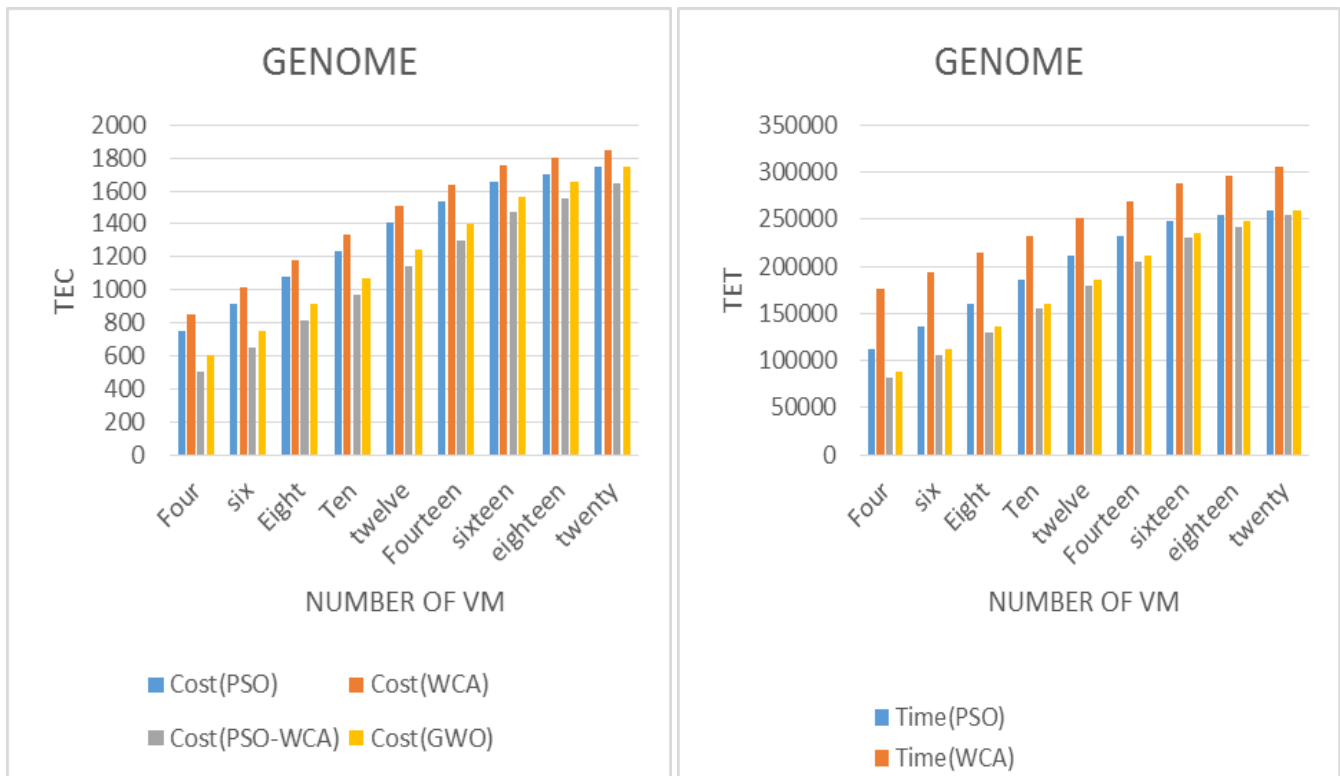 GENOME
2000
1800
1600
1400
1200
1000
800
600
400
200
0
TEC
Four
six
Eight
Ten
twelve
Fourteen
sixteen
eighteen
twenty
NUMBER OF VM
Cost(PSO) Cost(WCA)
Cost(PSO-WCA) Cost(GWO)
GENOME
350000
300000
250000
200000
150000
100000
50000
0
TET
Four
six
Eight
Ten
twelve
Fourteen
sixteen
eighteen
twenty
NUMBER OF VM
Time(PSO)
Time(WCA)